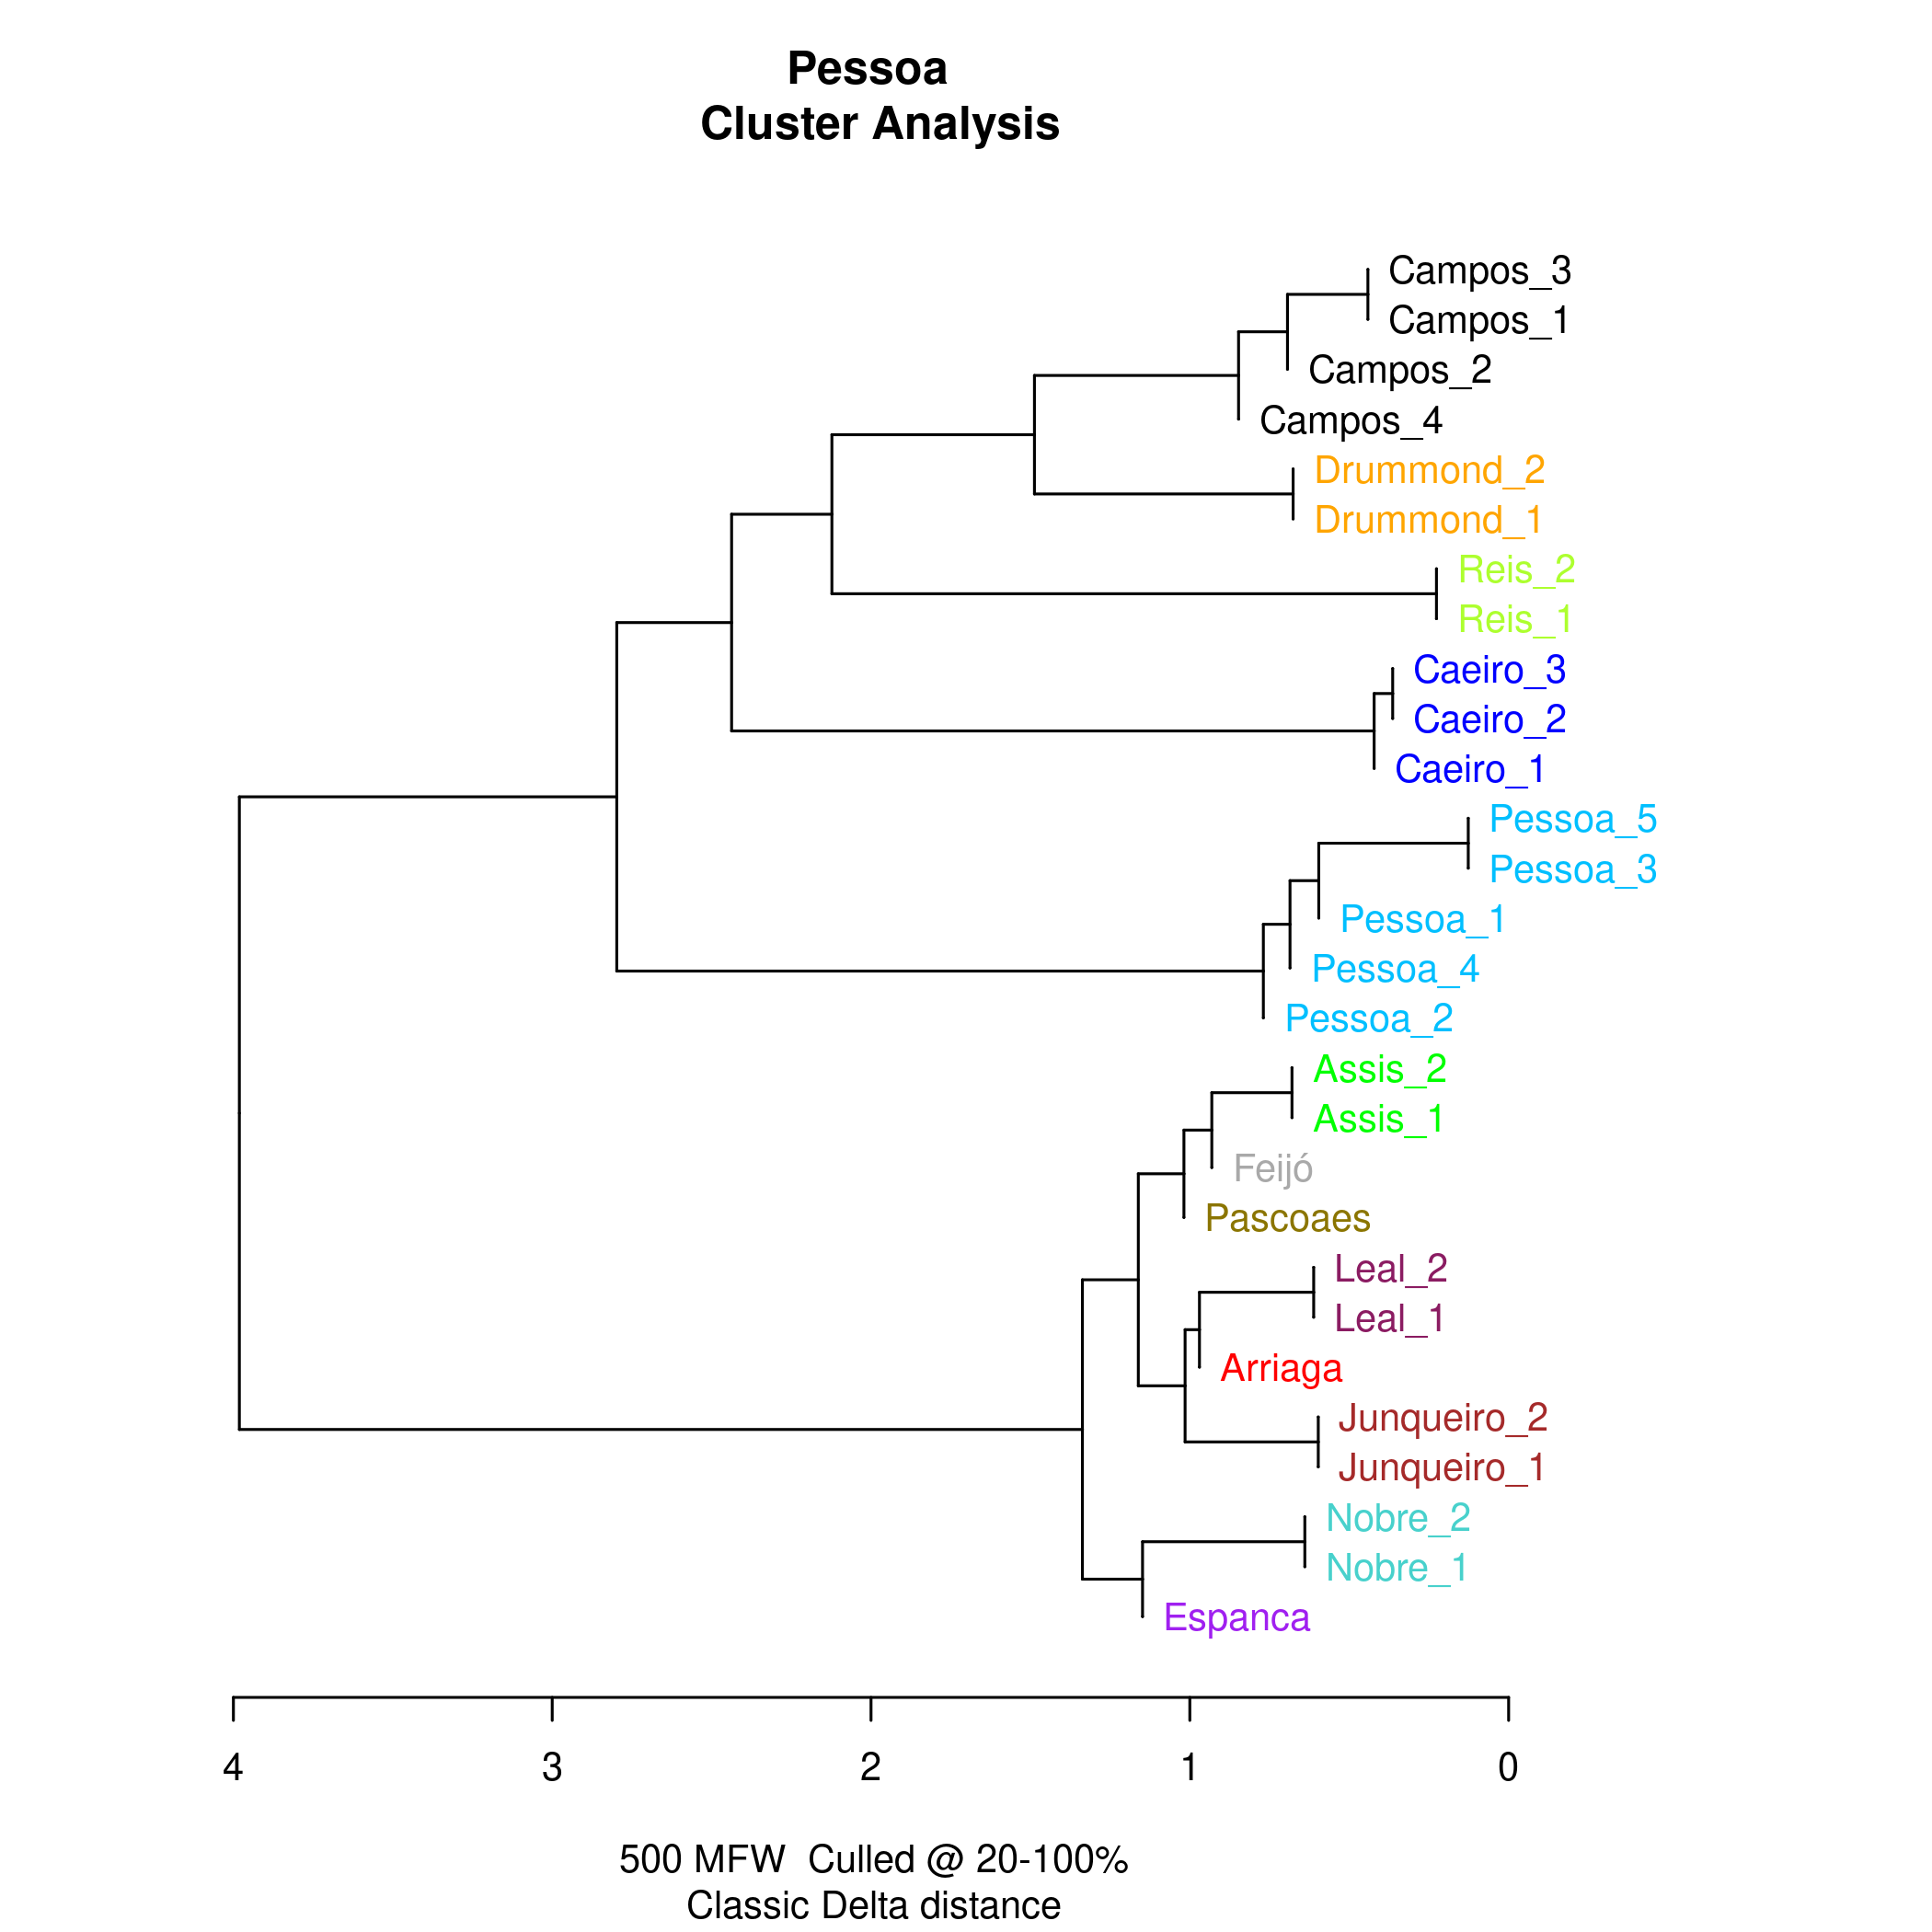 Pessoa
Cluster Analysis
Campos_3
Campos_1
Campos_2
Campos_4
Drummond_2
Drummond_1
Reis_2
Reis_1
Caeiro_3
Caeiro_2
Caeiro_1
Pessoa_5
Pessoa_3
Pessoa_1
Pessoa_4
Pessoa_2
Assis_2
Assis_1
Feijó
Pascoaes
Leal_2
Leal_1
Arriaga
Junqueiro_2
Junqueiro_1
Nobre_2
Nobre_1
Espanca
4 3 2 1 0
500 MFW  Culled @ 20-100%
Classic Delta distance